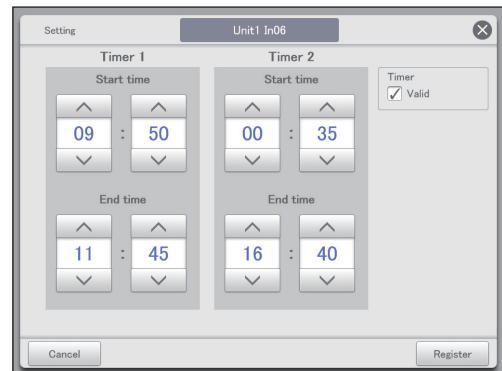 Setting
Unit1 In06
Timer 1
Start time
09 : 50
End time
11 : 45
Timer 2
Start time
00 : 35
End time
16 : 40
Timer
Valid
Cancel
Register